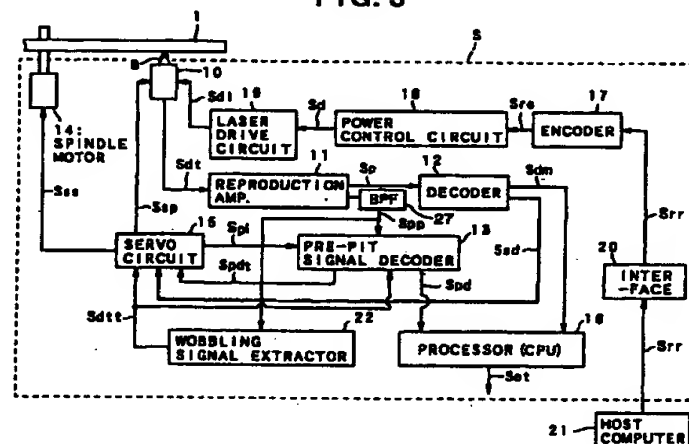 FIG.
1
S
B
10
14:
SPINDLE
MOTOR
Sdl
19
LASER
DRIVE
CIRCUIT
Sd
18
POWER
CONTROL CIRCUIT
Sre
17
ENCODER
Sdt
11
REPRODUCTION
AMP.
Sp
12
DECODER
Sdm
BPF
27
Sss
Ssp
Spp
Ssd
Srr
15
SERVO
CIRCUIT
Spl
13
PRE-PIT
SIGNAL DECODER
Spdt
Spd
20
INTER
-FACE
Sdtt
22
WOBBLING
SIGNAL EXTRACTOR
16
PROCESSOR (CPU)
Srr
Set
21
HOST
COMPUTER